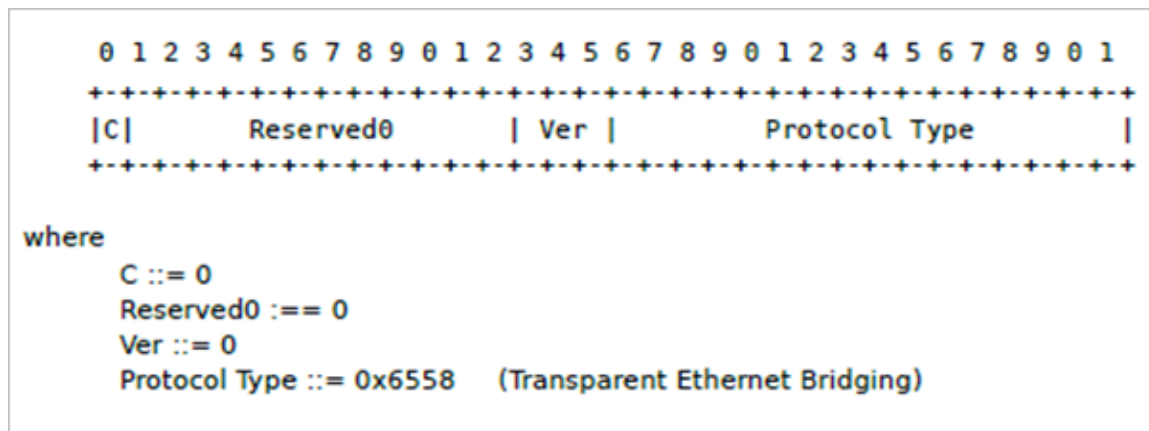 0 1 2 3 4 5 6 7 8 9 0 1 2 3 4 5 6 7 8 9 0 1 2 3 4 5 6 7 8 9 0 1
+-+-+-+-+-+-+-+-+-+-+-+-+-+-+-+-+-+-+-+-+-+-+-+-+-+-+-+-+-+-+-+-+
|C|       Reserved0       | Ver |         Protocol Type         |
+-+-+-+-+-+-+-+-+-+-+-+-+-+-+-+-+-+-+-+-+-+-+-+-+-+-+-+-+-+-+-+-+
where
C ::= 0
Reserved0 :== 0
Ver ::= 0
Protocol Type ::= 0x6558 (Transparent Ethernet Bridging)